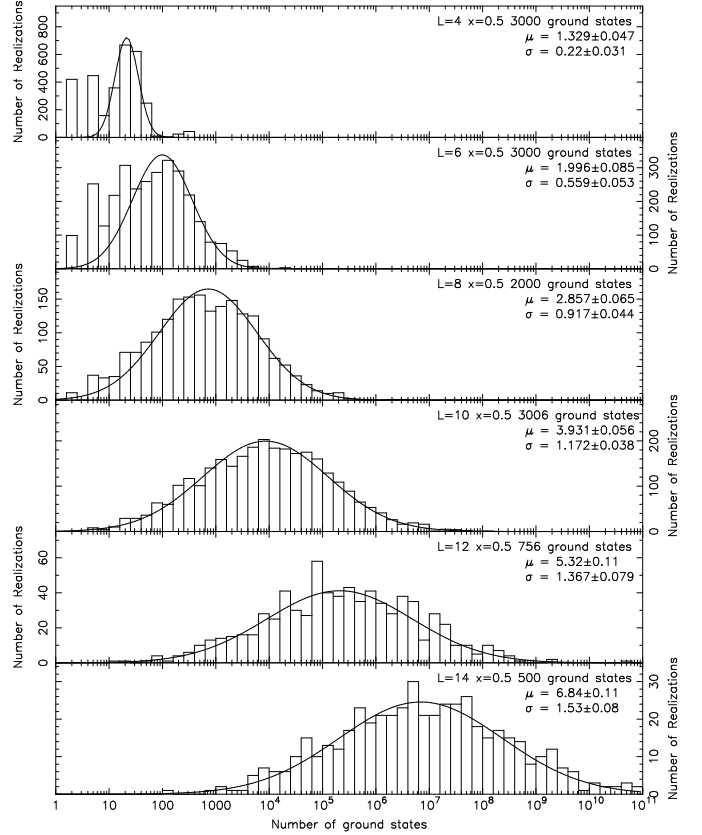 Number of Realizations
0 200 400 600 800
L=4 x=0.5 3000 ground states
μ = 1.329±0.047
σ = 0.22±0.031
L=6 x=0.5 3000 ground states
μ = 1.996±0.085
σ = 0.559±0.053
0 100 200 300
Number of Realizations
Number of Realizations
0 50 100 150
L=8 x=0.5 2000 ground states
μ = 2.857±0.065
σ = 0.917±0.044
L=10 x=0.5 3006 ground states
μ = 3.931±0.056
σ = 1.172±0.038
0 100 200
Number of Realizations
Number of Realizations
0 20 40 60
L=12 x=0.5 756 ground states
μ = 5.32±0.11
σ = 1.367±0.079
L=14 x=0.5 500 ground states
μ = 6.84±0.11
σ = 1.53±0.08
0 10 20 30
Number of Realizations
1 10 100 1000 10⁴ 10⁵ 10⁶ 10⁷ 10⁸ 10⁹ 10¹⁰ 10¹¹
Number of ground states